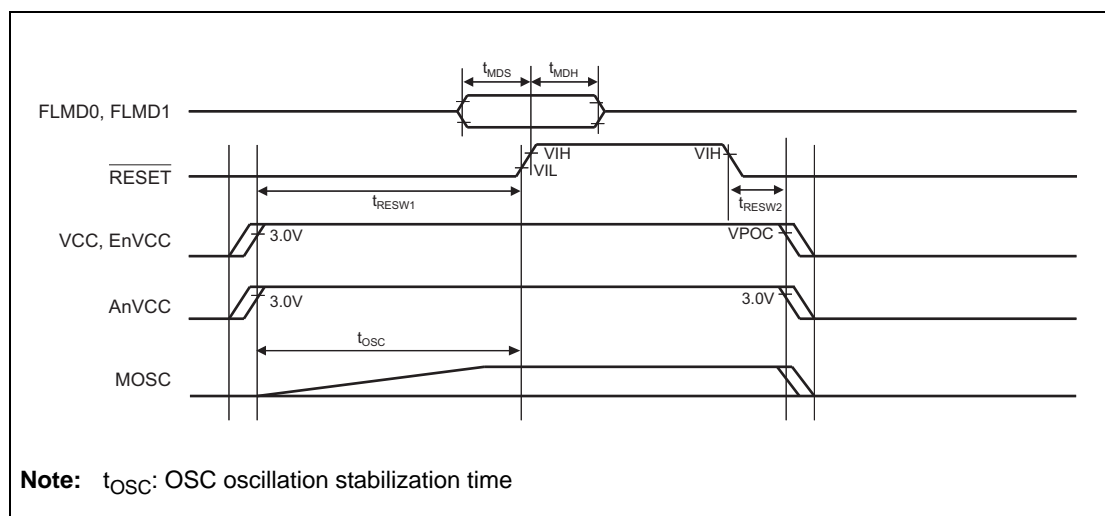 tMDS tMDH
FLMD0, FLMD1
VIH VIH
RESET
VIL
tRESW1 tRESW2
VCC, EnVCC
3.0V VPOC
AnVCC
3.0V 3.0V
tOSC
MOSC
Note: tOSC: OSC oscillation stabilization time